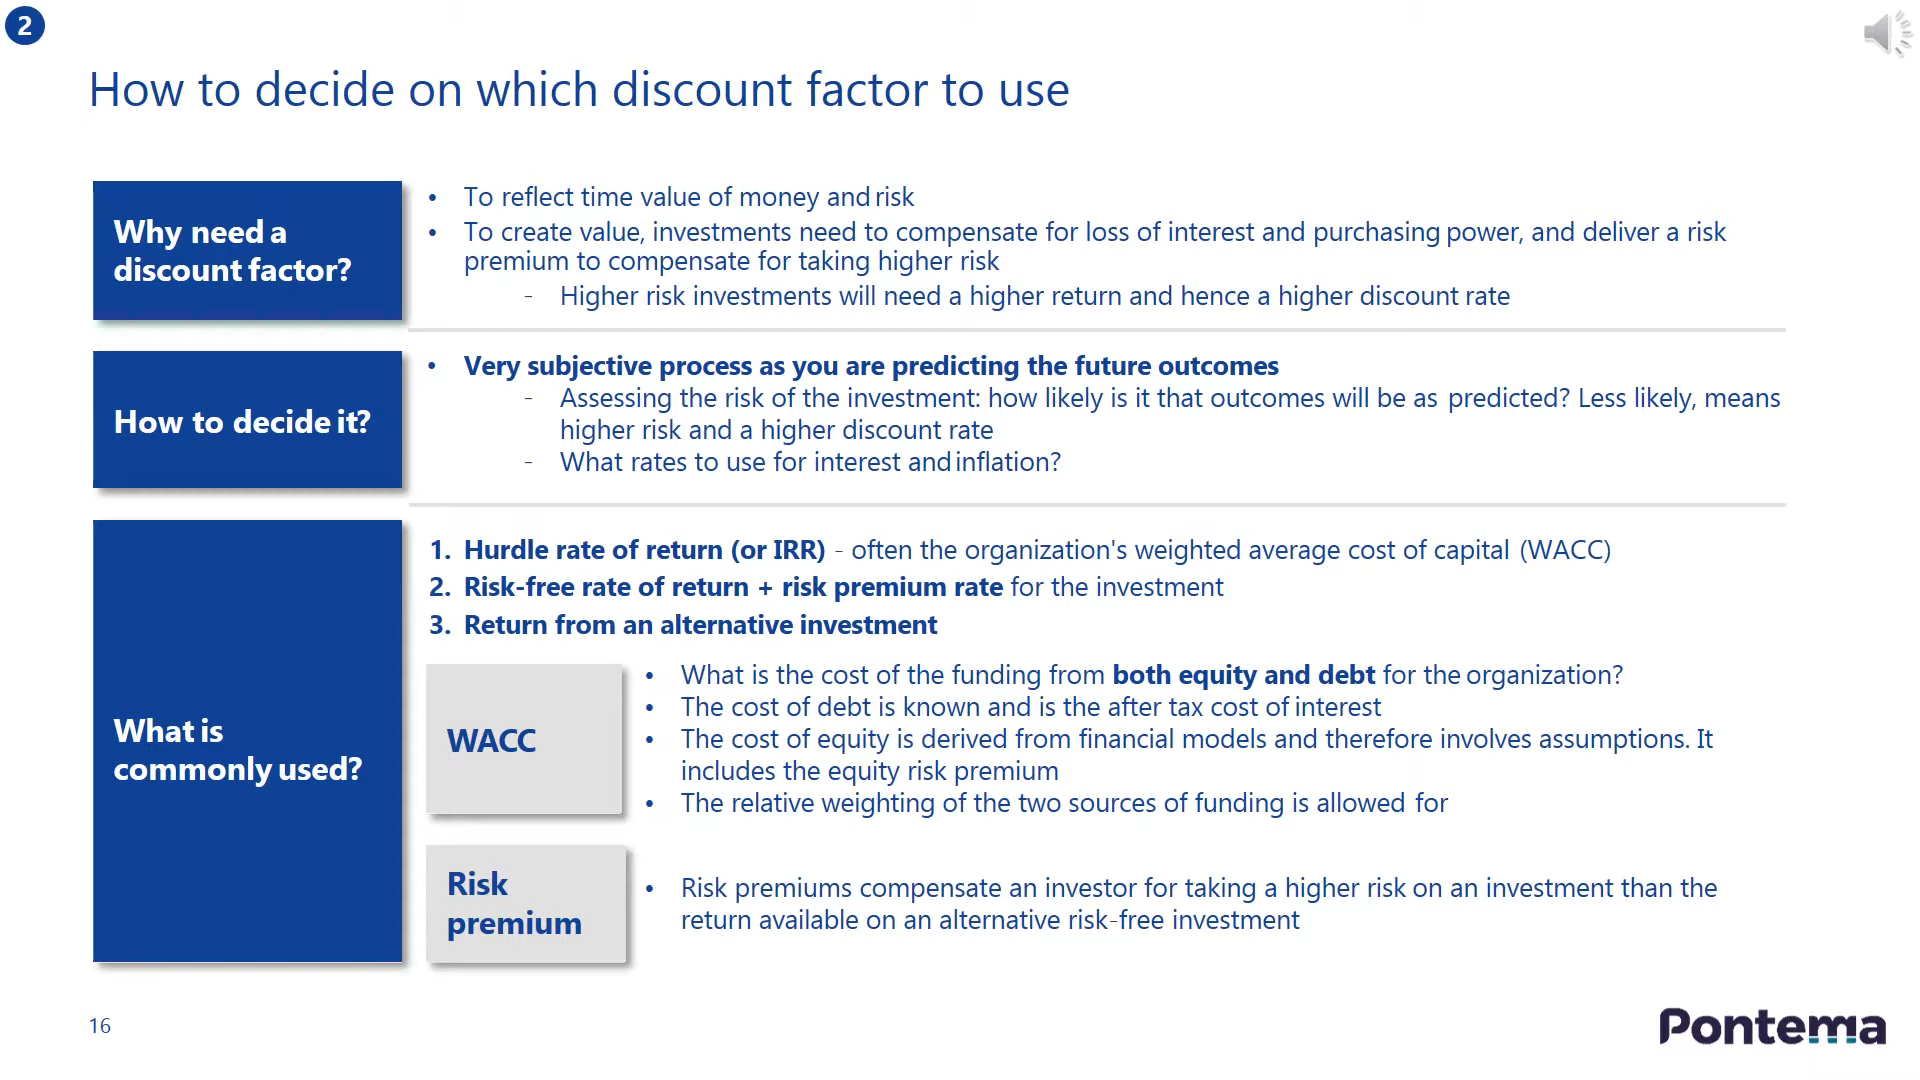 2
How to decide on which discount factor to use
Why need a
discount factor?
• To reflect time value of money and risk
• To create value, investments need to compensate for loss of interest and purchasing power, and deliver a risk
premium to compensate for taking higher risk
- Higher risk investments will need a higher return and hence a higher discount rate
How to decide it?
• Very subjective process as you are predicting the future outcomes
- Assessing the risk of the investment: how likely is it that outcomes will be as predicted? Less likely, means
higher risk and a higher discount rate
- What rates to use for interest and inflation?
What is
commonly used?
1. Hurdle rate of return (or IRR) - often the organization's weighted average cost of capital (WACC)
2. Risk-free rate of return + risk premium rate for the investment
3. Return from an alternative investment
WACC
• What is the cost of the funding from both equity and debt for the organization?
• The cost of debt is known and is the after tax cost of interest
• The cost of equity is derived from financial models and therefore involves assumptions. It
includes the equity risk premium
• The relative weighting of the two sources of funding is allowed for
Risk
premium
• Risk premiums compensate an investor for taking a higher risk on an investment than the
return available on an alternative risk-free investment
16
Pontema